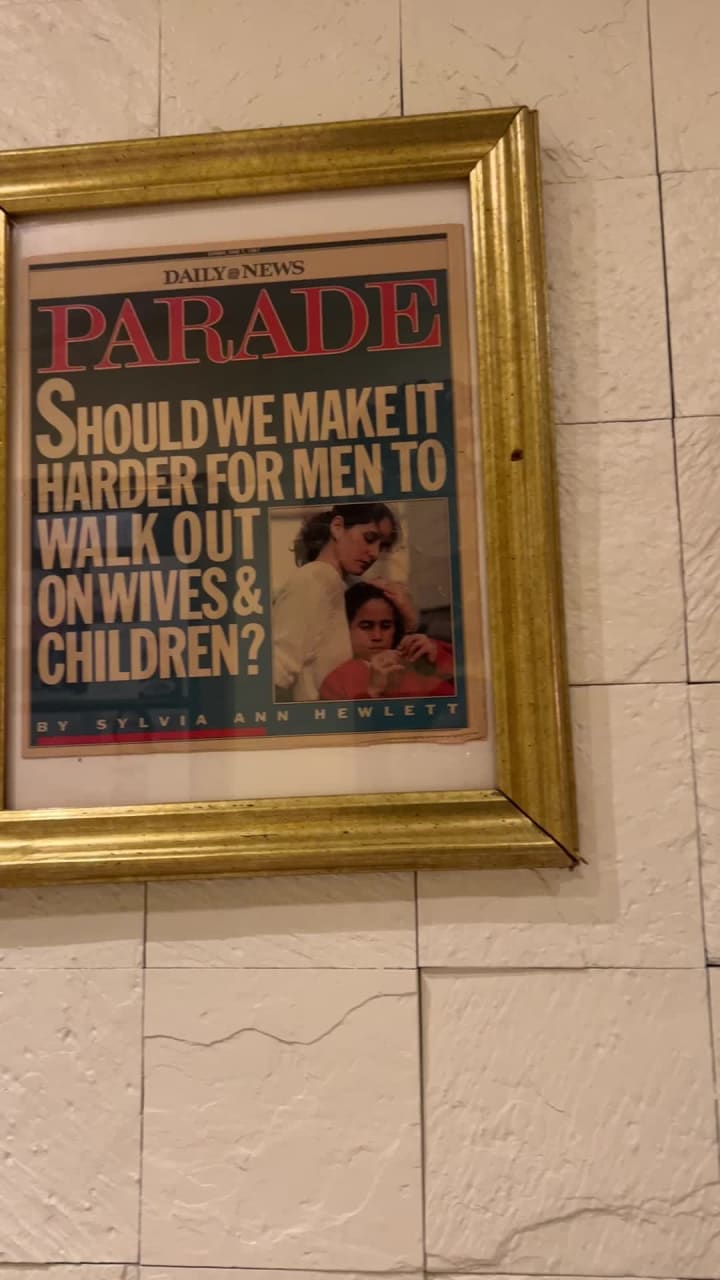 DAILY NEWS
PARADE
SHOULD WE MAKE IT
HARDER FOR MEN TO
WALK OUT
ON WIVES &
CHILDREN?
BY SYLVIA ANN HEWLETT